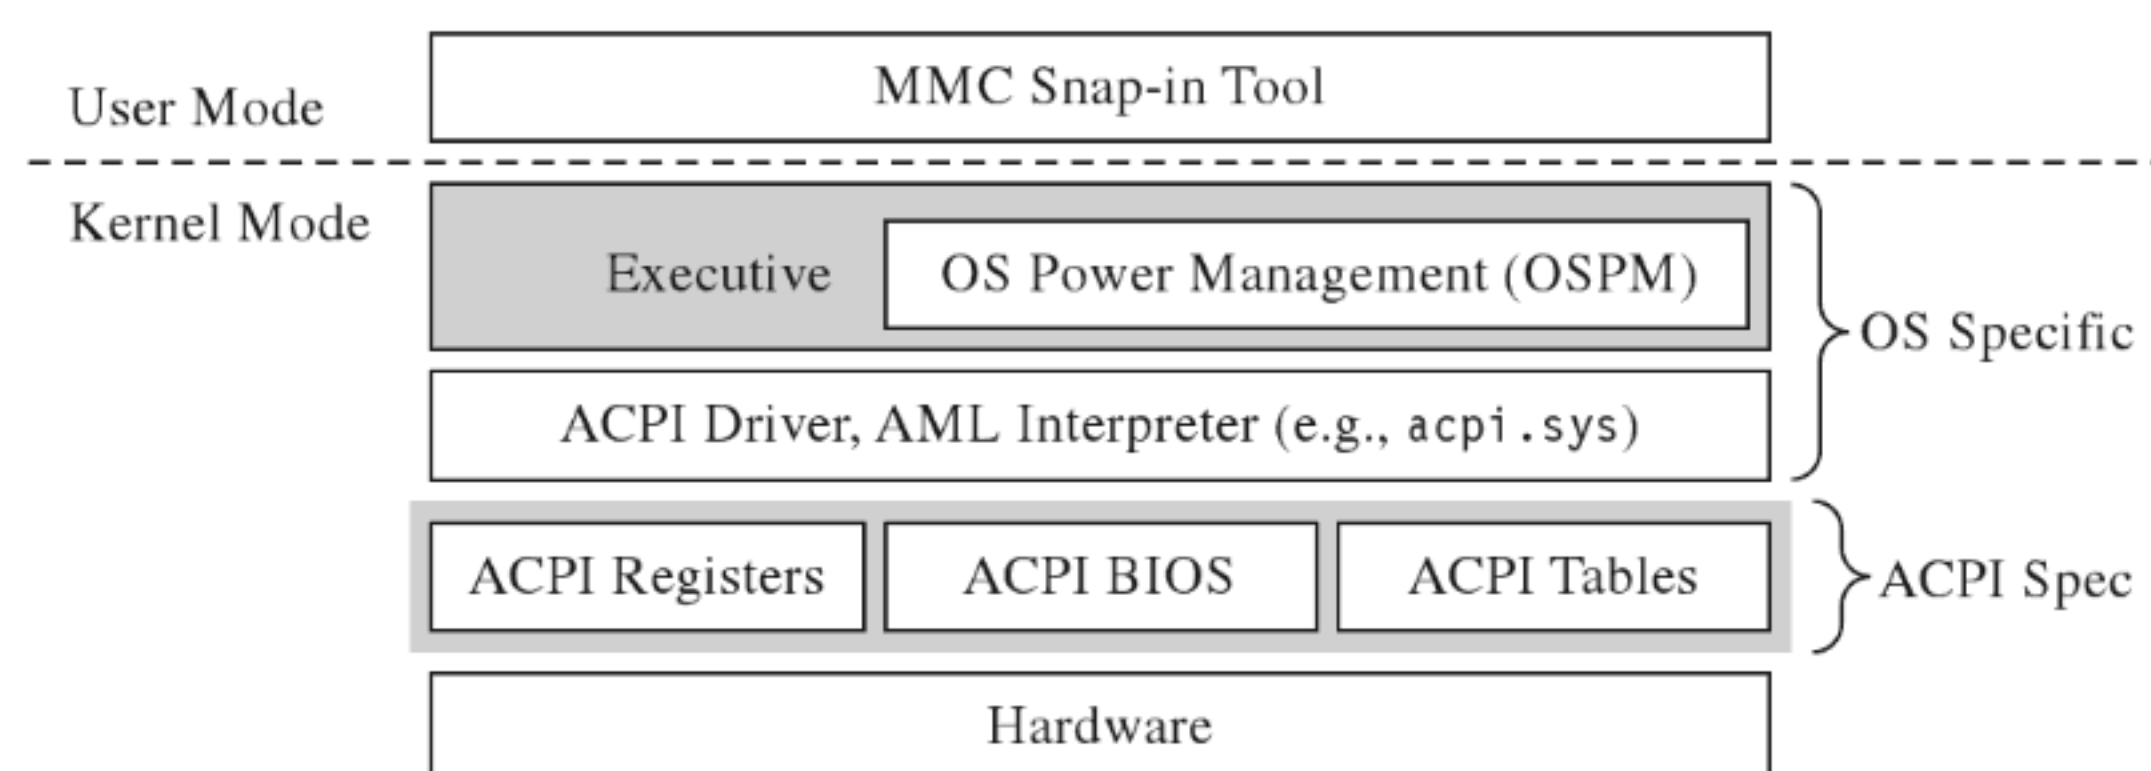 MMC Snap-in Tool
User Mode
Kernel Mode
Executive
OS Power Management (OSPM)
OS Specific
ACPI Driver, AML Interpreter (e.g., acpi.sys)
ACPI Registers
ACPI BIOS
ACPI Tables
ACPI Spec
Hardware